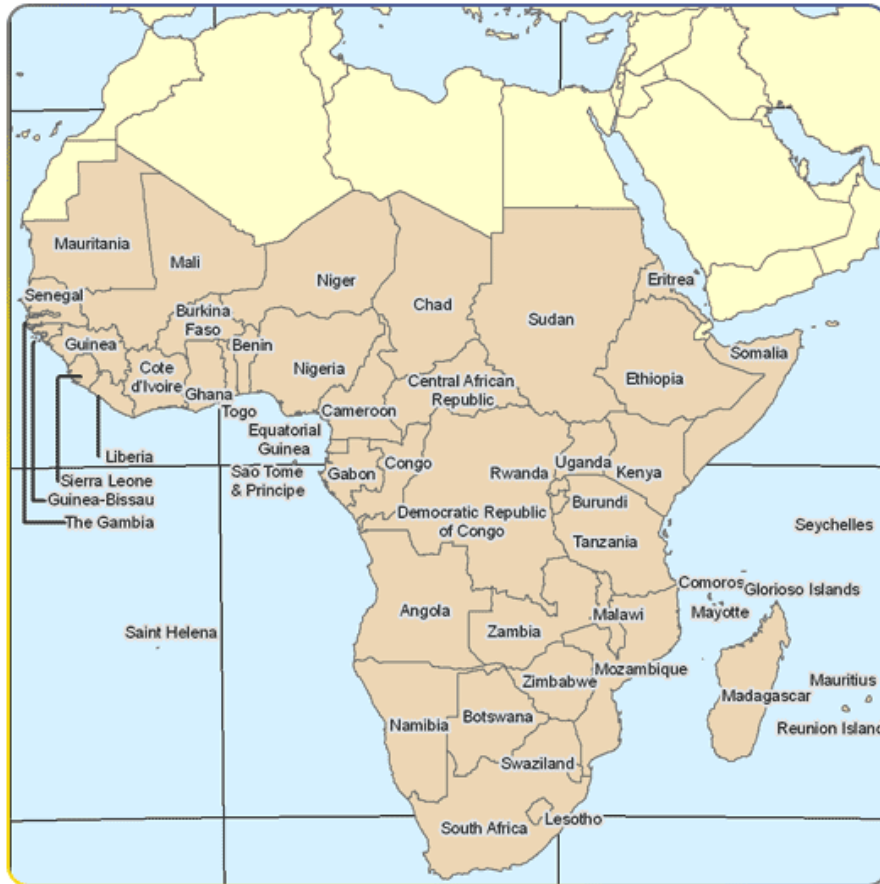 Mauritania
Mali
Niger
Chad
Sudan
Eritrea
Senegal
Burkina
Faso
Guinea
Benin
Nigeria
Cote
d'Ivoire
Ghana
Togo
Cameroon
Central African
Republic
Ethiopia
Somalia
Equatorial
Guinea
Liberia
Sierra Leone
Guinea-Bissau
The Gambia
Sao Tome
& Principe
Gabon
Congo
Rwanda
Uganda
Kenya
Burundi
Democratic Republic
of Congo
Tanzania
Seychelles
Comoros
Glorioso Islands
Mayotte
Angola
Zambia
Malawi
Saint Helena
Mozambique
Zimbabwe
Mauritius
Madagascar
Reunion Islanc
Namibia
Botswana
Swaziland
South Africa
Lesotho